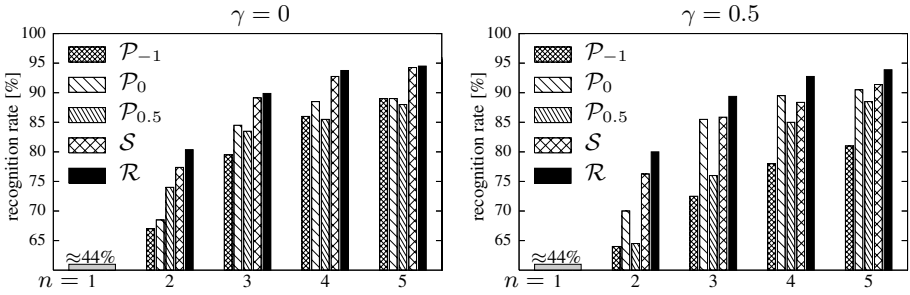 γ = 0
100
95
90
85
80
75
70
65
recognition rate [%]
P₋₁
P₀
P₀.₅
S
R
≈44%
n = 1 2 3 4 5
γ = 0.5
100
95
90
85
80
75
70
65
recognition rate [%]
P₋₁
P₀
P₀.₅
S
R
≈44%
n = 1 2 3 4 5